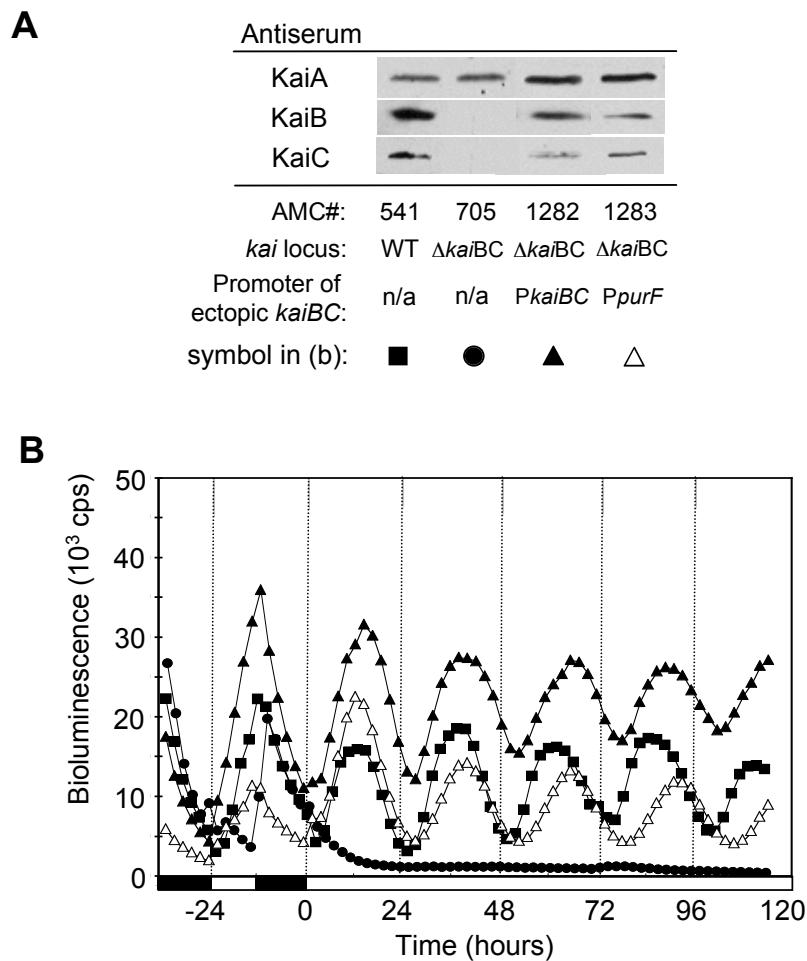 A
Antiserum
KaiA
KaiB
KaiC
AMC#: 541 705 1282 1283
kai locus: WT ΔkaiBC ΔkaiBC ΔkaiBC
Promoter of
ectopic kaiBC: n/a n/a PkaiBC PpurF
symbol in (b): ■ ● ▲ △
B
Bioluminescence (10³ cps)
50
40
30
20
10
0
-24 0 24 48 72 96 120
Time (hours)